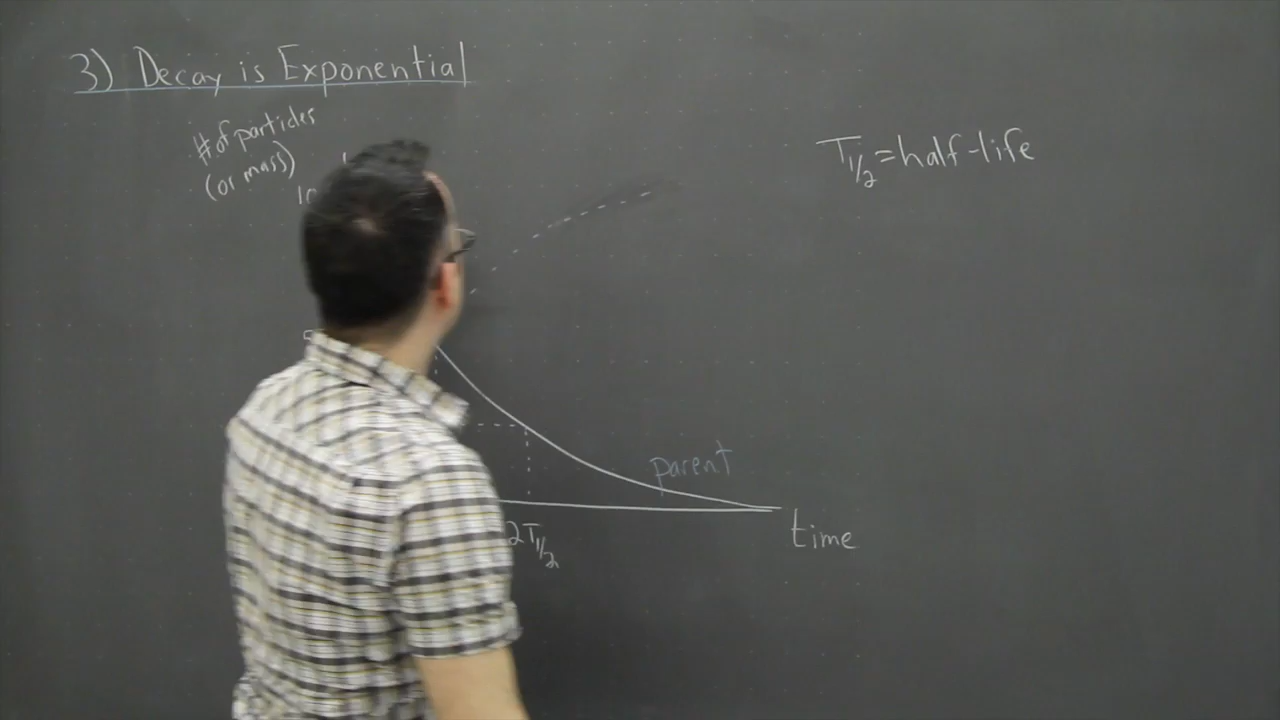 3) Decay is Exponential
# of particles
(or mass)
T1/2 = half-life
parent
2T1/2
time